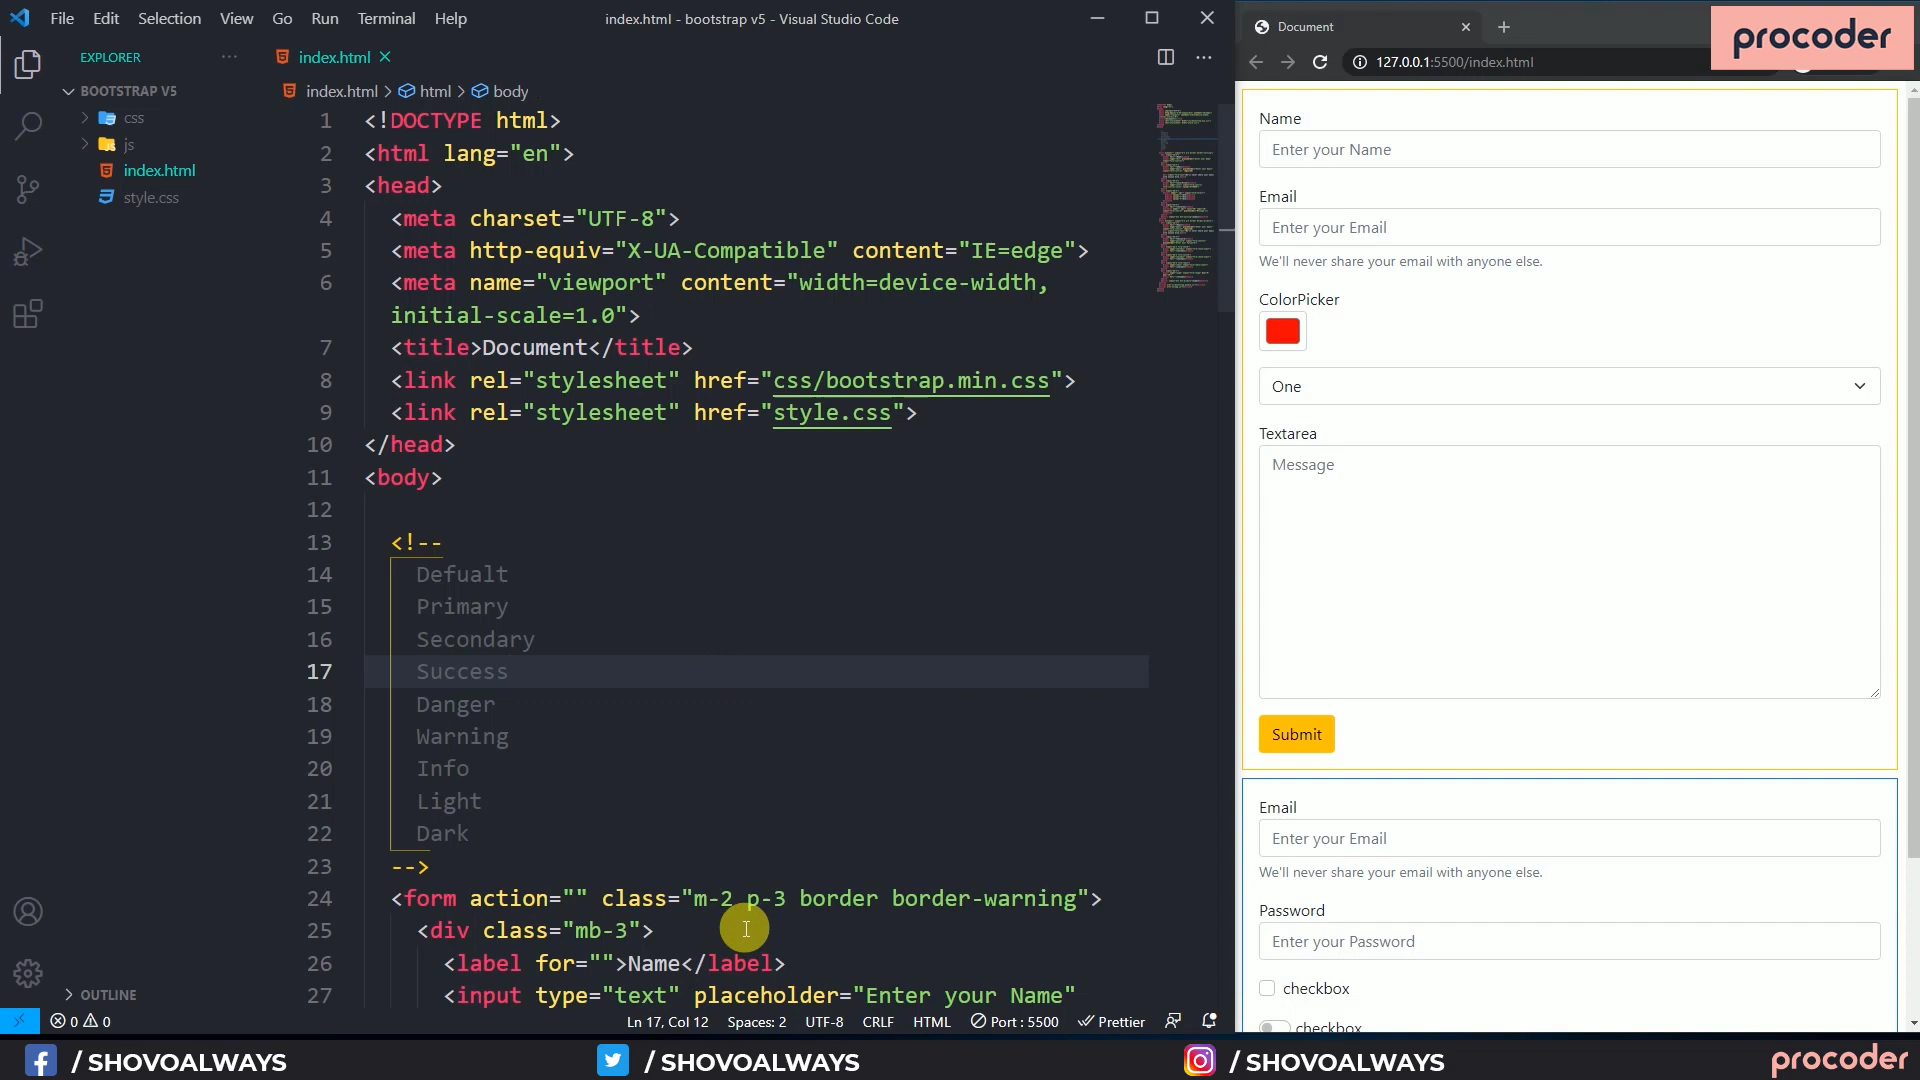 File Edit Selection View Go Run Terminal Help
index.html - bootstrap v5 - Visual Studio Code
EXPLORER
BOOTSTRAP V5
css
js
index.html
style.css
OUTLINE
index.html
index.html > html > body
1 <!DOCTYPE html>
2 <html lang="en">
3 <head>
4 <meta charset="UTF-8">
5 <meta http-equiv="X-UA-Compatible" content="IE=edge">
6 <meta name="viewport" content="width=device-width,
initial-scale=1.0">
7 <title>Document</title>
8 <link rel="stylesheet" href="css/bootstrap.min.css">
9 <link rel="stylesheet" href="style.css">
10 </head>
11 <body>
12
13 <!--
14 Defualt
15 Primary
16 Secondary
17 Success
18 Danger
19 Warning
20 Info
21 Light
22 Dark
23 -->
24 <form action="" class="m-2 p-3 border border-warning">
25 <div class="mb-3">
26 <label for="">Name</label>
27 <input type="text" placeholder="Enter your Name"
0 0 Ln 17, Col 12 Spaces: 2 UTF-8 CRLF HTML Port : 5500 Prettier
Document
127.0.0.1:5500/index.html
procoder
Name
Enter your Name
Email
Enter your Email
We'll never share your email with anyone else.
ColorPicker
One
Textarea
Message
Submit
Email
Enter your Email
We'll never share your email with anyone else.
Password
Enter your Password
checkbox
checkbox
/ SHOVOALWAYS
/ SHOVOALWAYS
/ SHOVOALWAYS
procoder